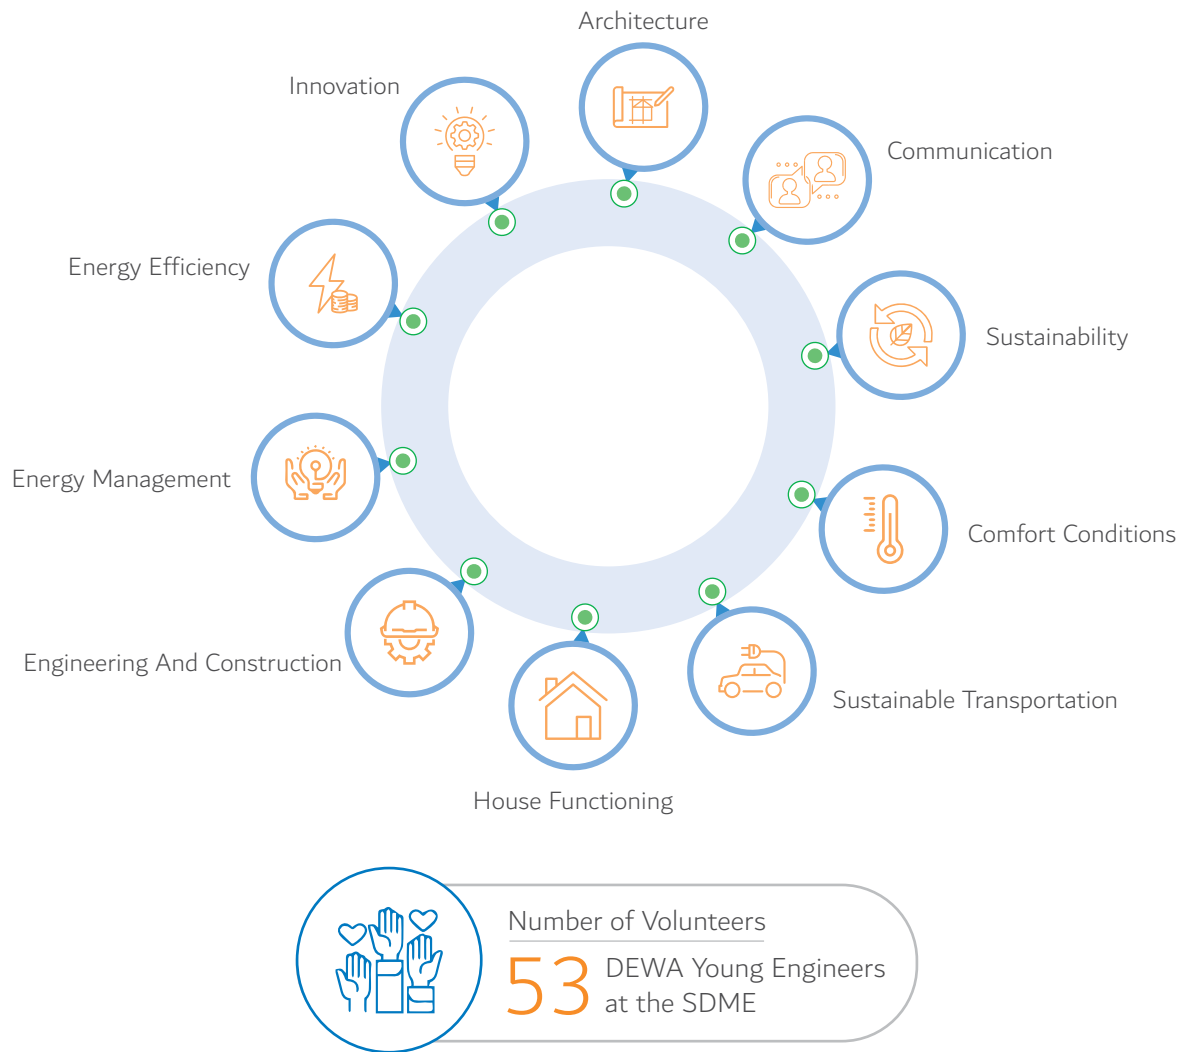 Architecture
Innovation
Communication
Energy Efficiency
Sustainability
Energy Management
Comfort Conditions
Engineering And Construction
Sustainable Transportation
House Functioning
Number of Volunteers
53 DEWA Young Engineers
at the SDME